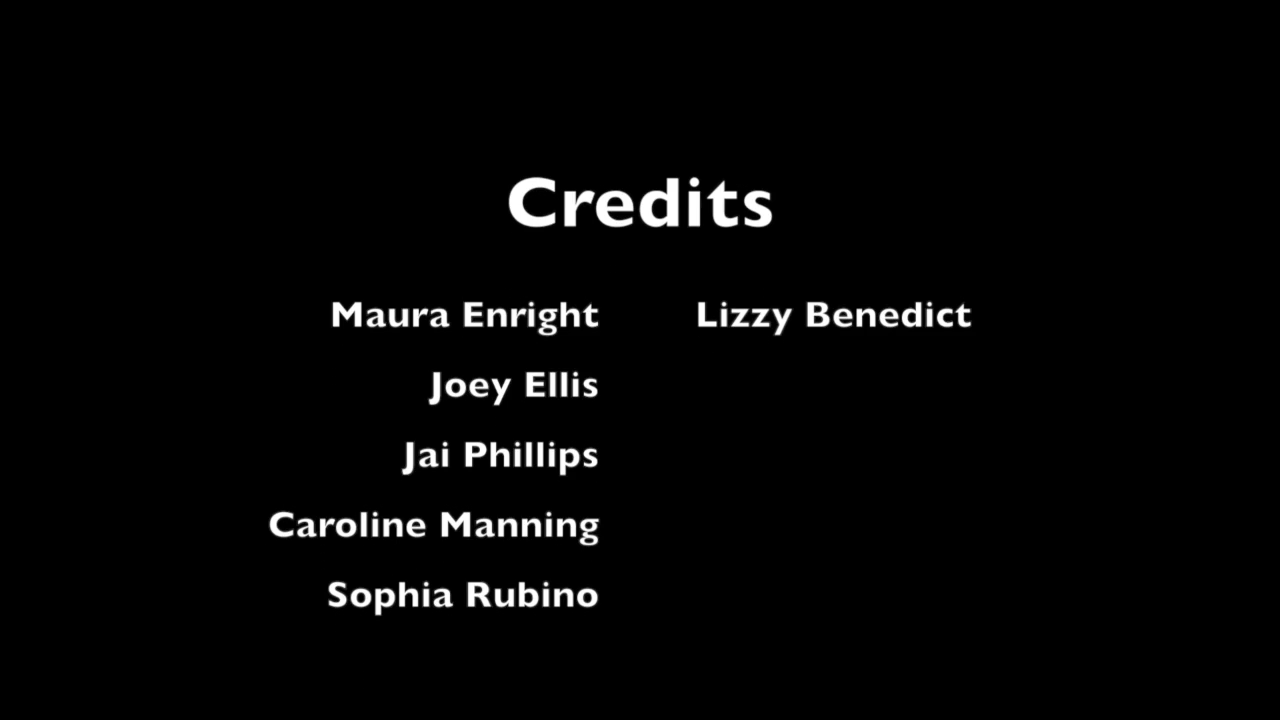 Credits
Maura Enright Lizzy Benedict
Joey Ellis
Jai Phillips
Caroline Manning
Sophia Rubino